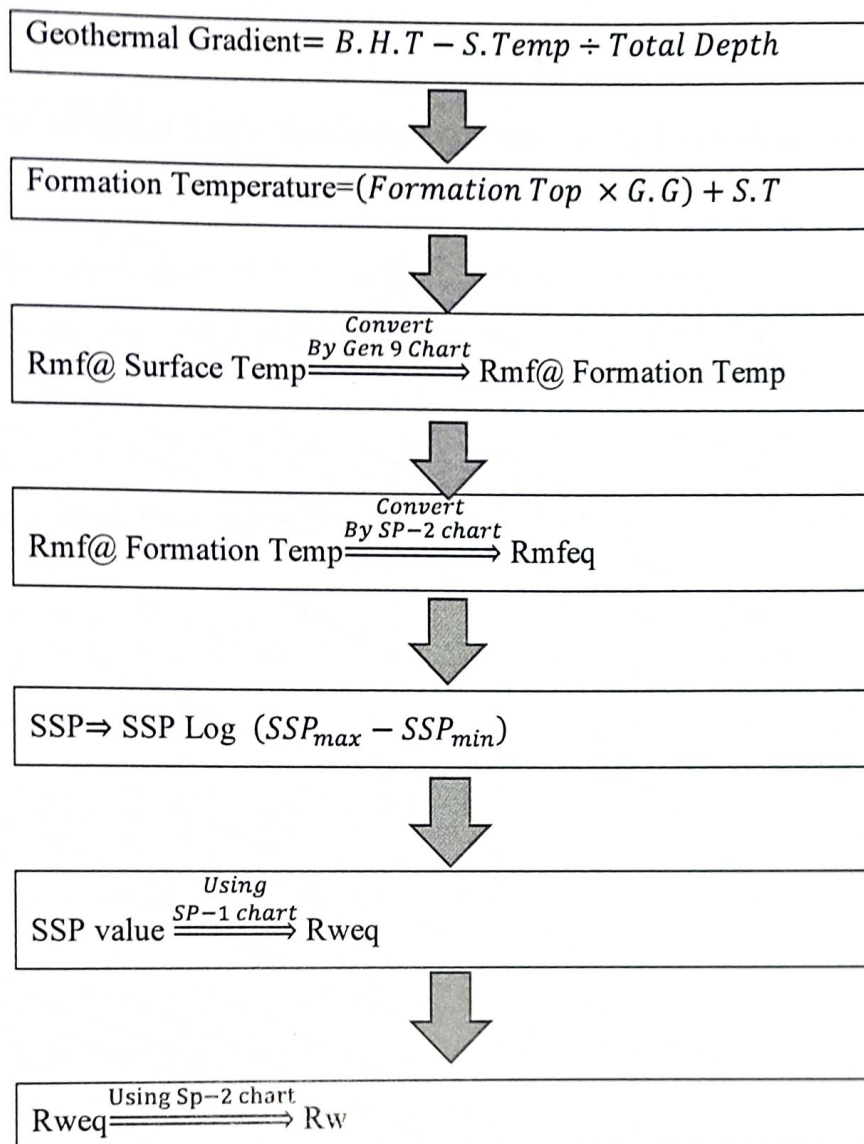 Geothermal Gradient= B.H.T − S.Temp ÷ Total Depth
Formation Temperature=(Formation Top × G.G) + S.T
Convert
By Gen 9 Chart
Rmf@ Surface Temp⟹ Rmf@ Formation Temp
Convert
By SP−2 chart
Rmf@ Formation Temp⟹ Rmfeq
SSP⇒ SSP Log (SSPmax − SSPmin)
Using
SP−1 chart
SSP value ⟹ Rweq
Using Sp−2 chart
Rweq⟹ Rw